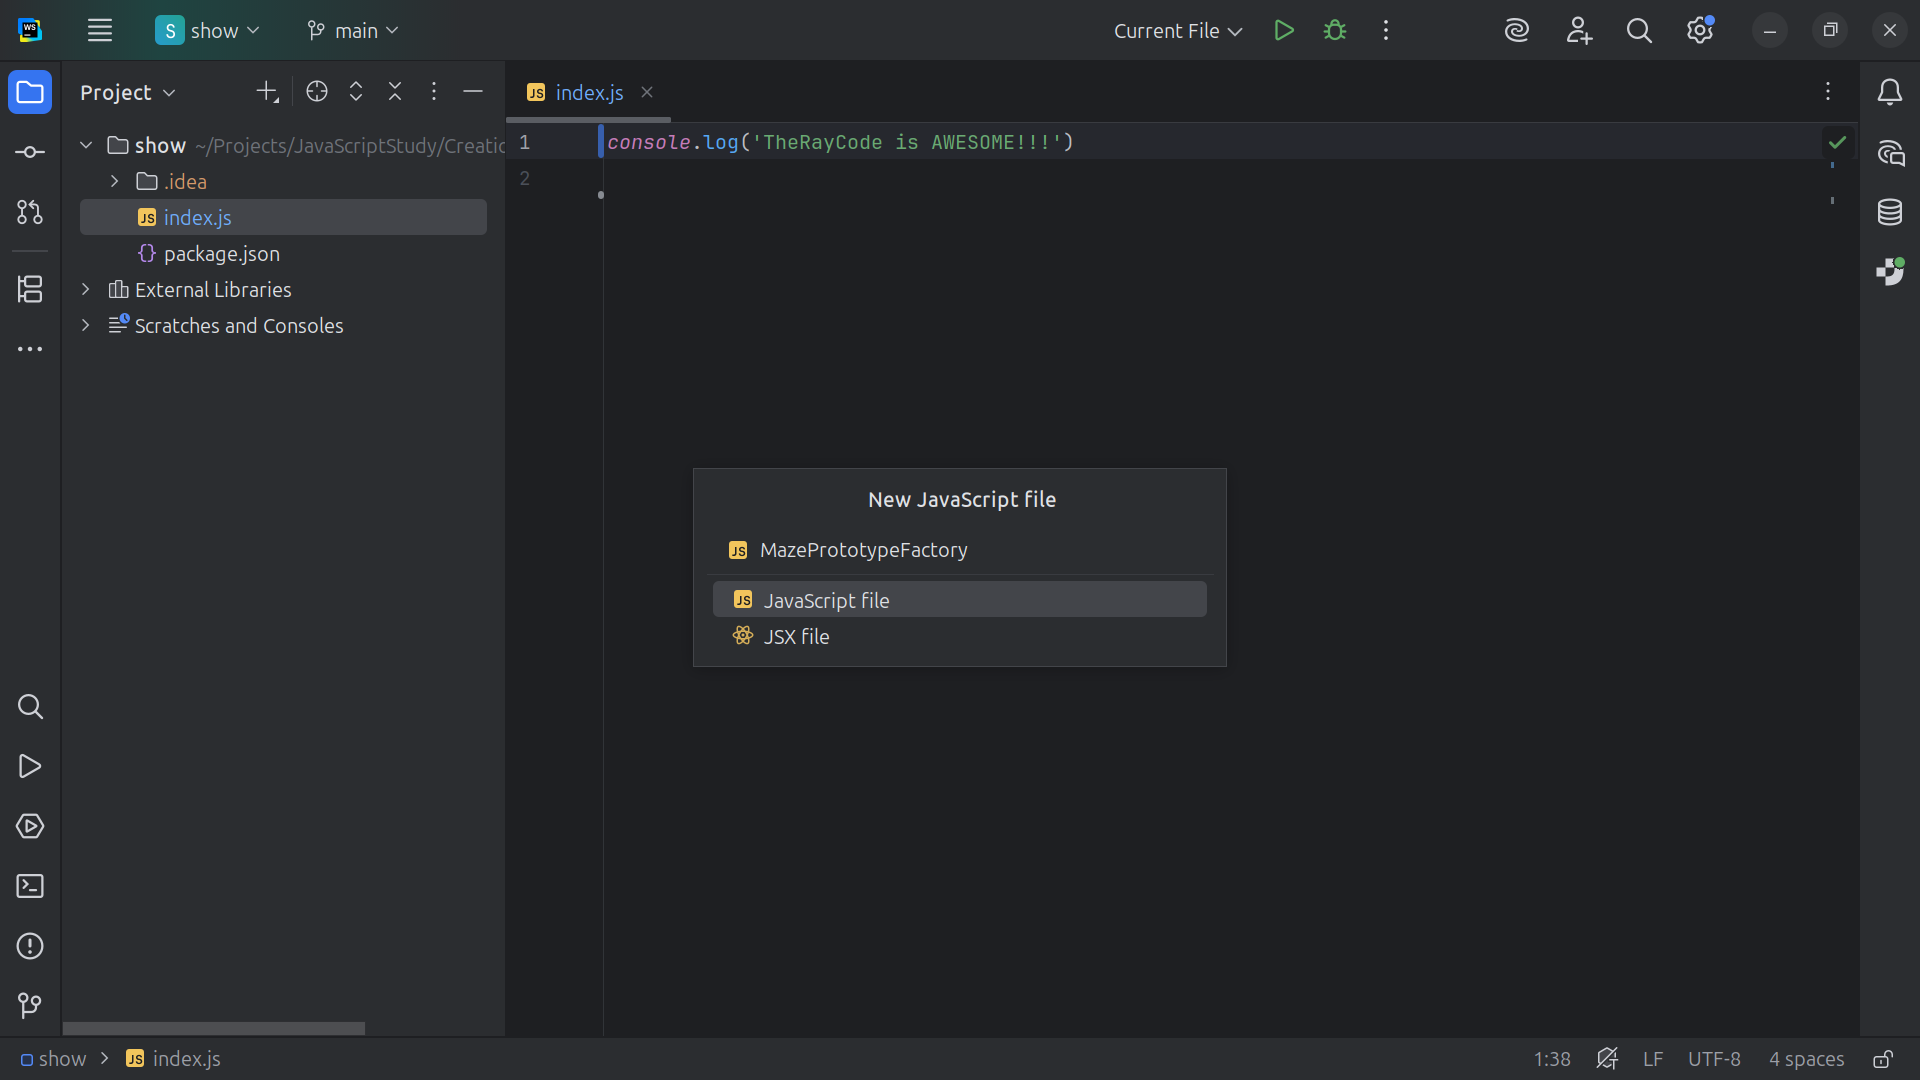 WS
S show
main
Current File
Project
JS index.js
show ~/Projects/JavaScriptStudy/Creatio
.idea
JS index.js
{} package.json
External Libraries
Scratches and Consoles
1 console.log('TheRayCode is AWESOME!!!')
2
New JavaScript file
JS MazePrototypeFactory
JS JavaScript file
JSX file
show
JS index.js
1:38
LF
UTF-8
4 spaces